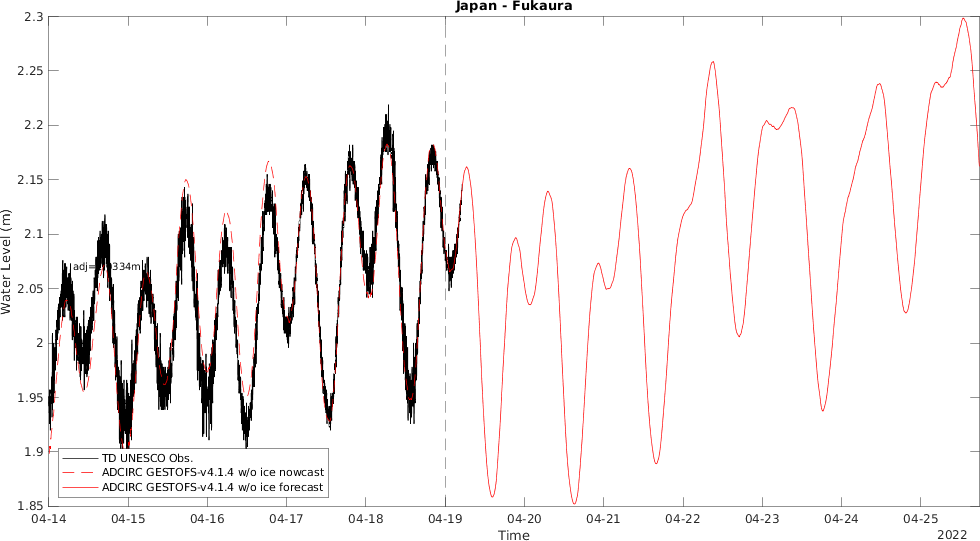 Japan - Fukaura
2.3
2.25
2.2
2.15
2.1
2.05
2
1.95
1.9
1.85
Water Level (m)
TD UNESCO Obs.
ADCIRC GESTOFS-v4.1.4 w/o ice nowcast
ADCIRC GESTOFS-v4.1.4 w/o ice forecast
04-14 04-15 04-16 04-17 04-18 04-19 04-20 04-21 04-22 04-23 04-24 04-25
Time
2022